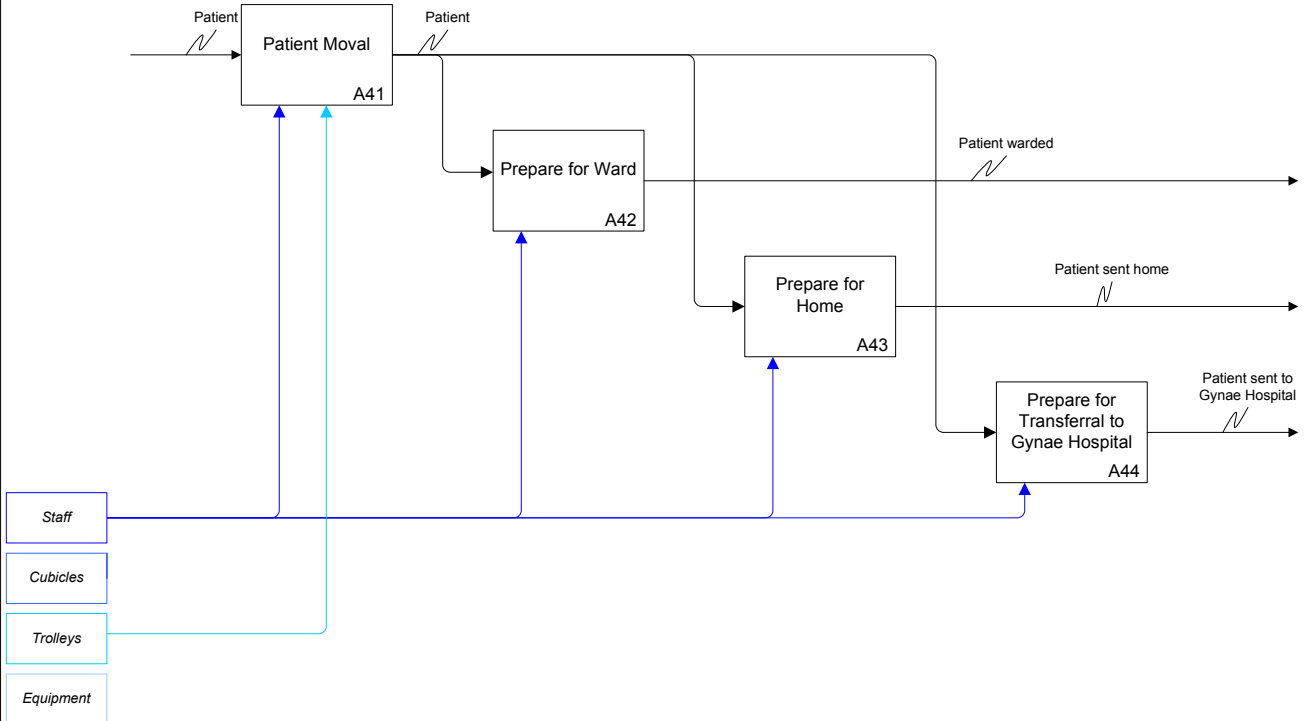 Patient
Patient Moval
A41
Patient
Prepare for Ward
A42
Patient warded
Prepare for
Home
A43
Patient sent home
Prepare for
Transferral to
Gynae Hospital
A44
Patient sent to
Gynae Hospital
Staff
Cubicles
Trolleys
Equipment